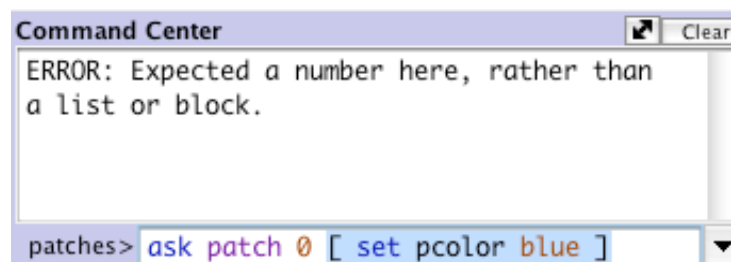 Command Center Clear
ERROR: Expected a number here, rather than
a list or block.
patches> ask patch 0 [ set pcolor blue ]